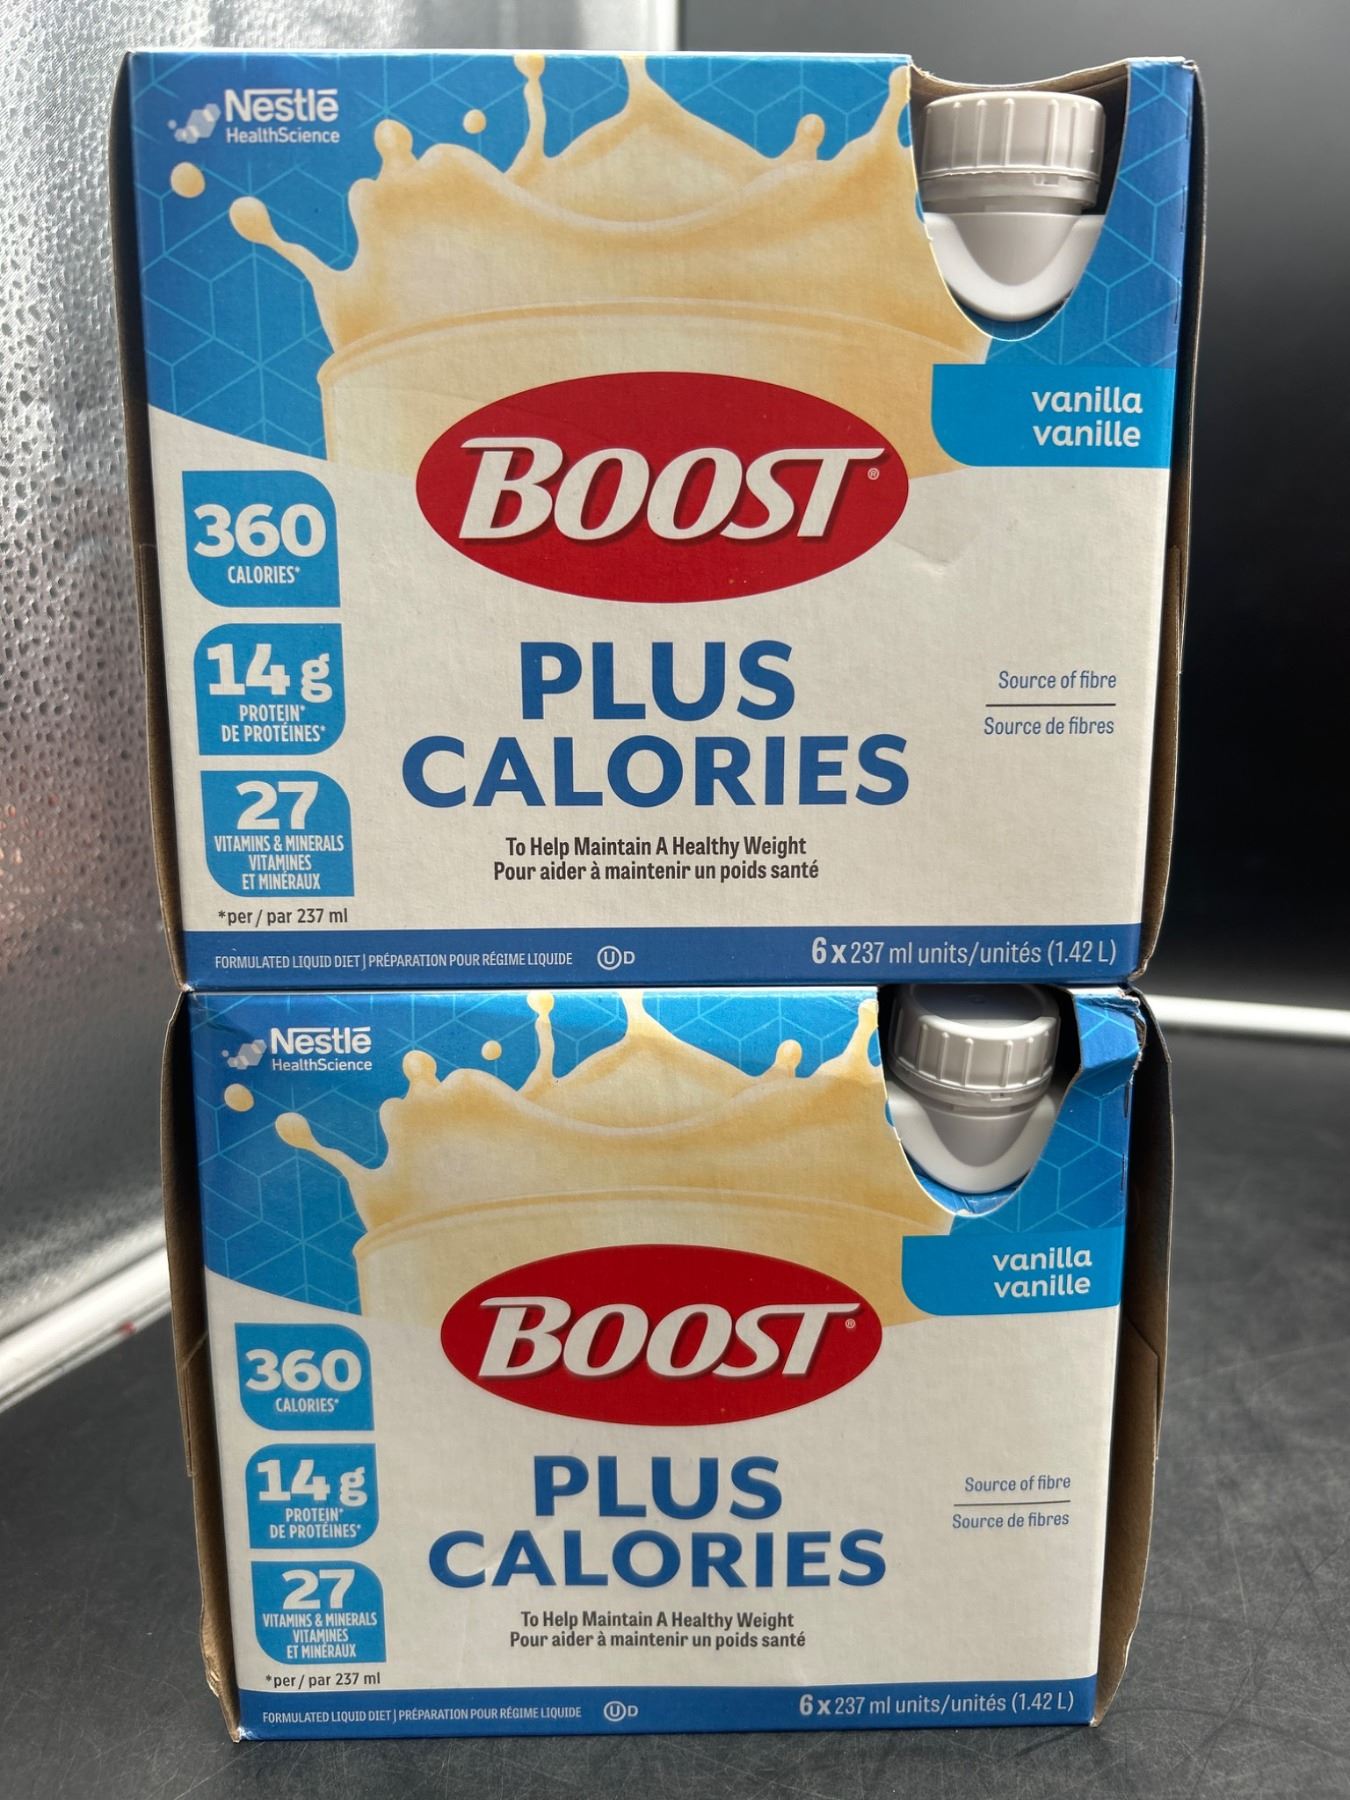 Nestlé
HealthScience
vanilla
vanille
BOOST®
360
CALORIES*
14 g
PROTEIN*
DE PROTÉINES*
27
VITAMINS & MINERALS
VITAMINES
ET MINÉRAUX
*per / par 237 ml
PLUS
CALORIES
Source of fibre
Source de fibres
To Help Maintain A Healthy Weight
Pour aider à maintenir un poids santé
FORMULATED LIQUID DIET | PRÉPARATION POUR RÉGIME LIQUIDE
U D
6 x 237 ml units/unités (1.42 L)
Nestlé
HealthScience
vanilla
vanille
BOOST®
360
CALORIES*
14 g
PROTEIN*
DE PROTÉINES*
27
VITAMINS & MINERALS
VITAMINES
ET MINÉRAUX
*per / par 237 ml
PLUS
CALORIES
Source of fibre
Source de fibres
To Help Maintain A Healthy Weight
Pour aider à maintenir un poids santé
FORMULATED LIQUID DIET | PRÉPARATION POUR RÉGIME LIQUIDE
U D
6 x 237 ml units/unités (1.42 L)